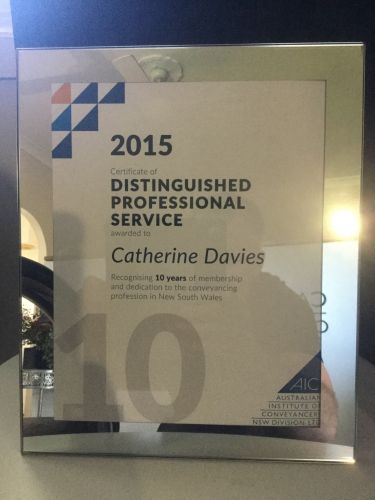 2015
Certificate of
DISTINGUISHED
PROFESSIONAL
SERVICE
awarded to
Catherine Davies
Recognising 10 years of membership
and dedication to the conveyancing
profession in New South Wales
10
AIC
AUSTRALIAN
INSTITUTE OF
CONVEYANCERS
NSW DIVISION LTD